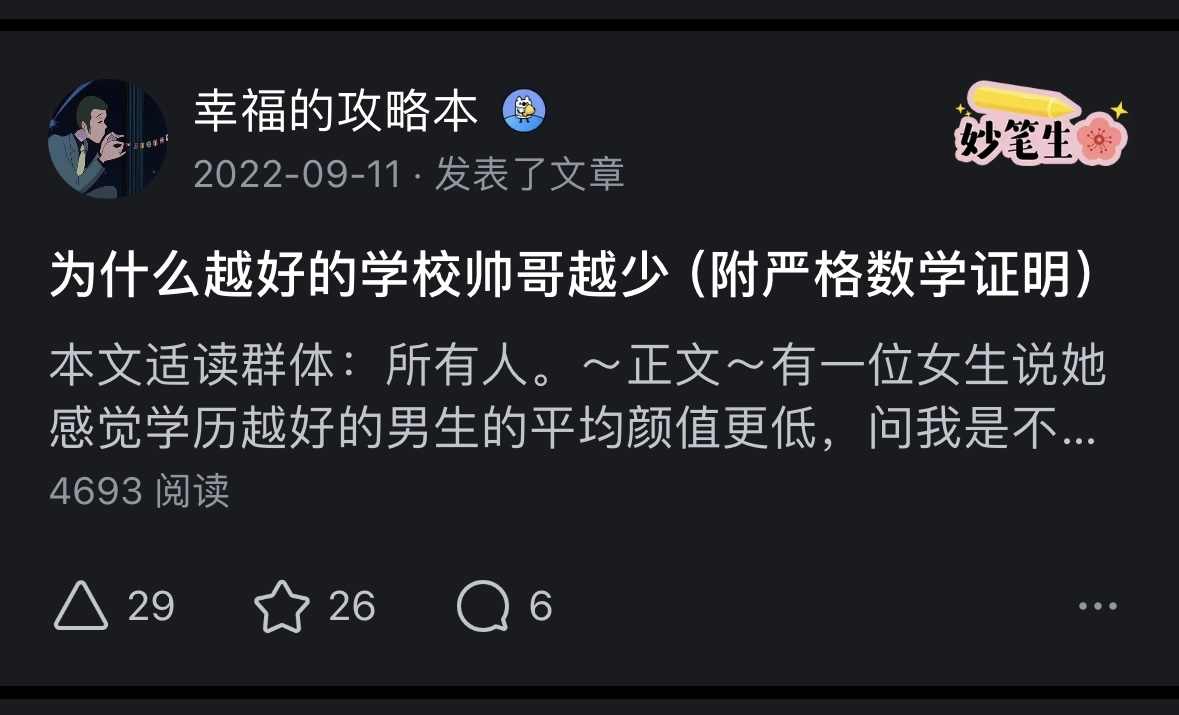 幸福的攻略本
2022-09-11 · 发表了文章
妙笔生
为什么越好的学校帅哥越少（附严格数学证明）
本文适读群体：所有人。～正文～有一位女生说她
感觉学历越好的男生的平均颜值更低，问我是不...
4693 阅读
29 26 6